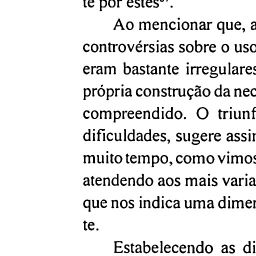 te por estes
Ao mencionar que, a
controvérsias sobre o uso
eram bastante irregulares
própria construção da nec
compreendido. O triunf
dificuldades, sugere assi
muito tempo, como vimos
atendendo aos mais varia
que nos indica uma dimen
te.
Estabelecendo as di